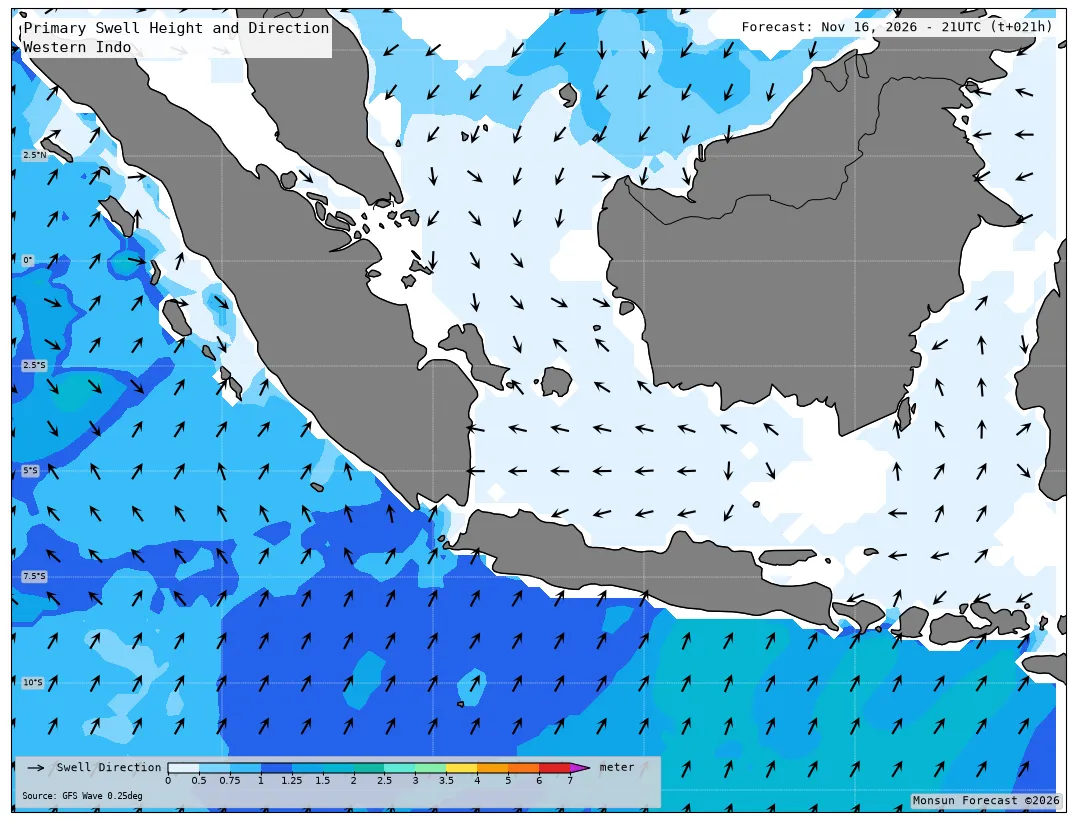 Primary Swell Height and Direction
Western Indo
Forecast: Nov 16, 2026 - 21UTC (t+021h)
2.5°N
0°
2.5°S
5°S
7.5°S
10°S
Swell Direction
0 0.5 0.75 1 1.25 1.5 2 2.5 3 3.5 4 5 6 7
meter
Source: GFS Wave 0.25deg
Monsun Forecast ©2026